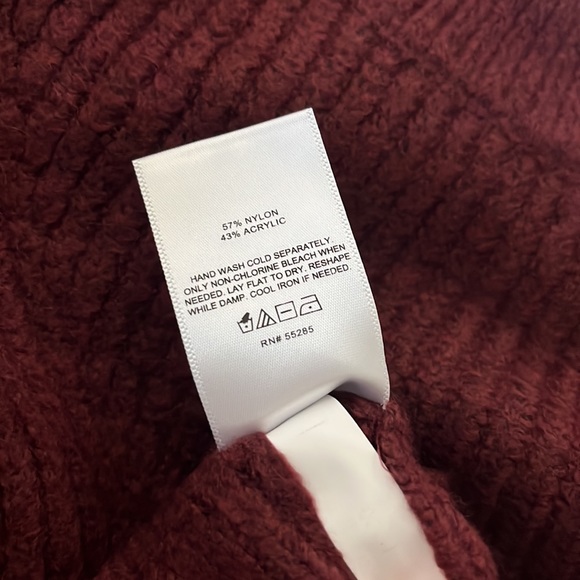 57% NYLON
43% ACRYLIC
HAND WASH COLD SEPARATELY.
ONLY NON-CHLORINE BLEACH WHEN
NEEDED. LAY FLAT TO DRY. RESHAPE
WHILE DAMP. COOL IRON IF NEEDED.
RN# 55285